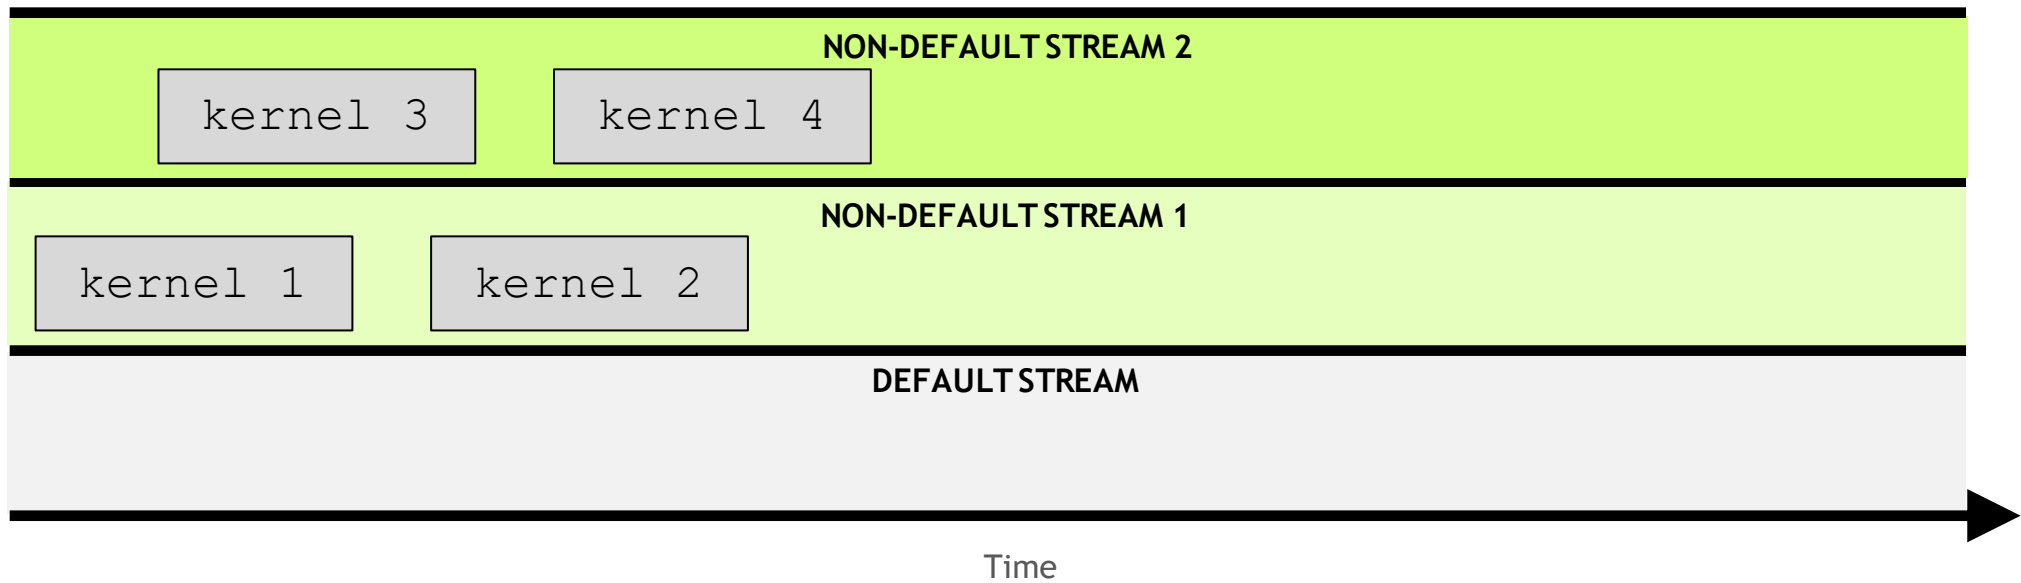 NON-DEFAULT STREAM 2
kernel 3
kernel 4
NON-DEFAULT STREAM 1
kernel 1
kernel 2
DEFAULT STREAM
Time